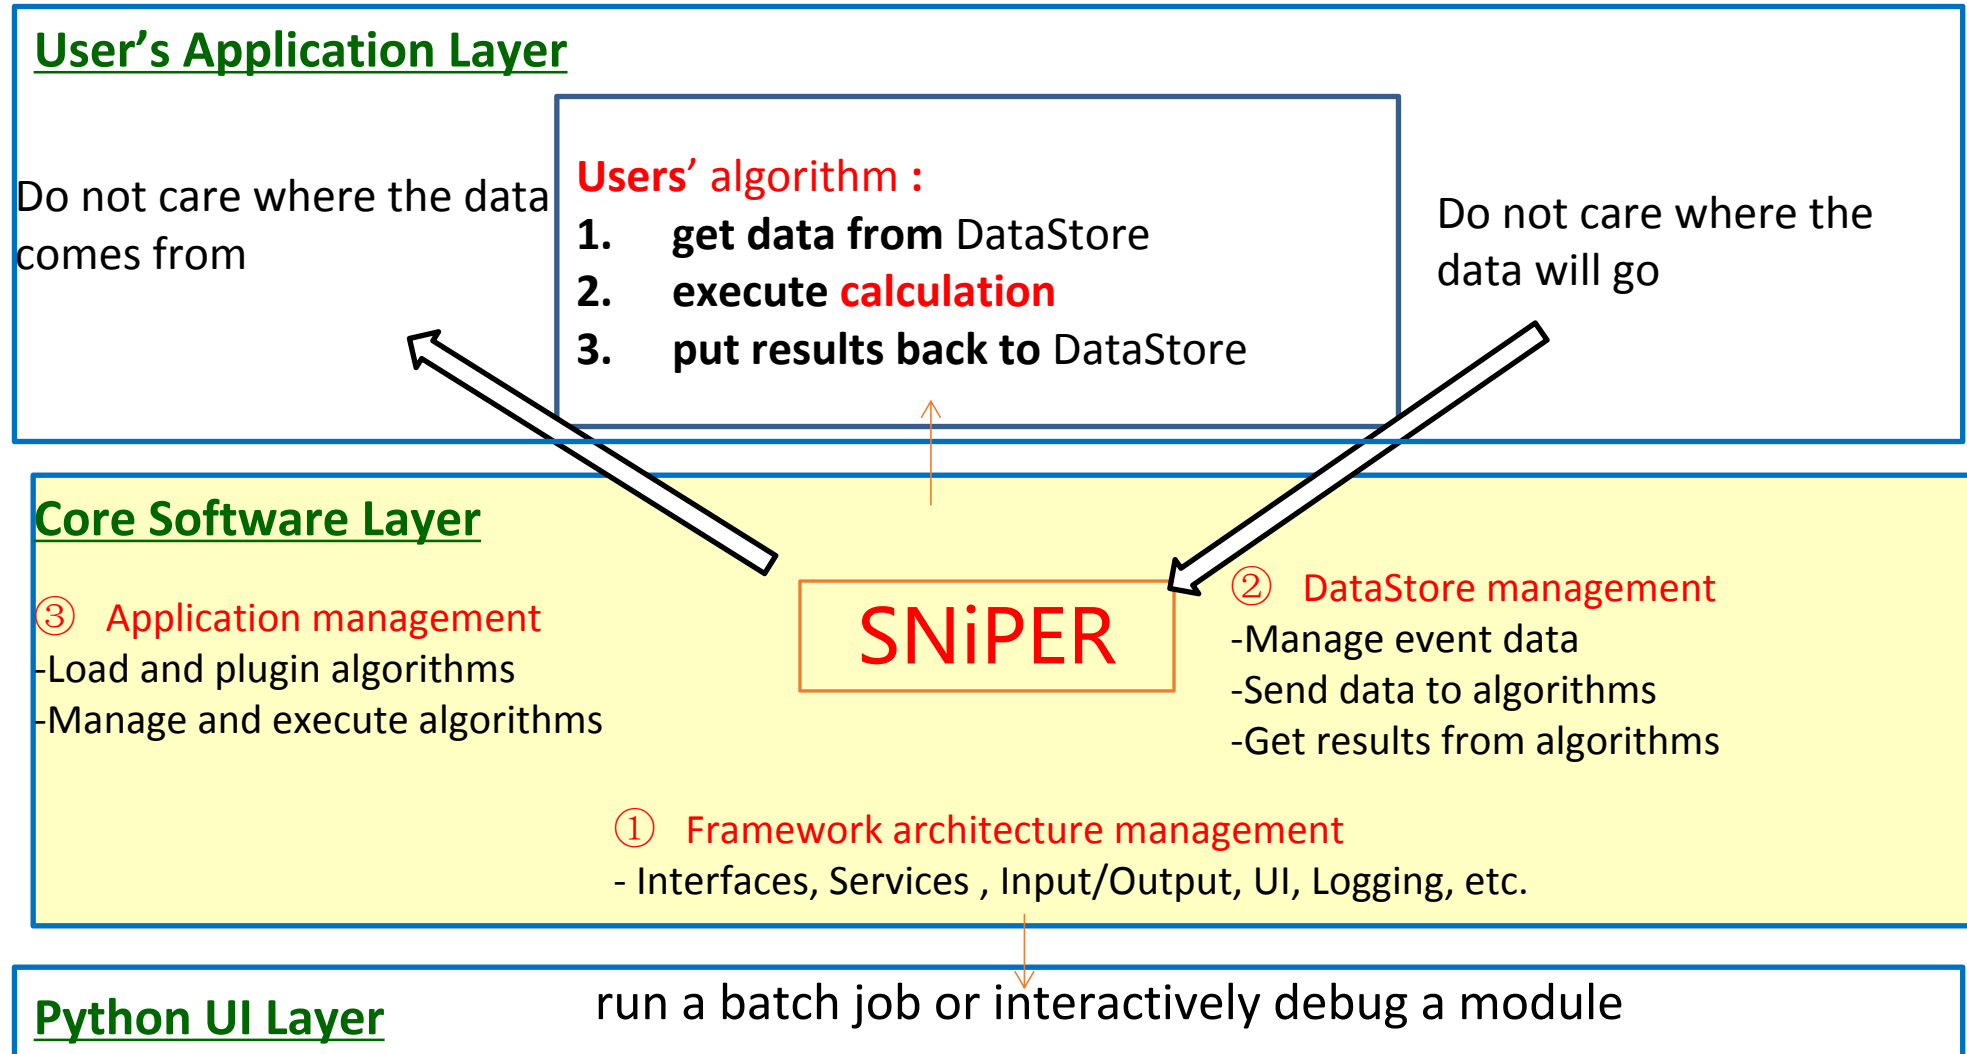 User’s Application Layer
Do not care where the data
comes from
Users’ algorithm :
1. get data from DataStore
2. execute calculation
3. put results back to DataStore
Do not care where the
data will go
Core Software Layer
③ Application management
-Load and plugin algorithms
-Manage and execute algorithms
SNiPER
② DataStore management
-Manage event data
-Send data to algorithms
-Get results from algorithms
① Framework architecture management
- Interfaces, Services , Input/Output, UI, Logging, etc.
Python UI Layer
run a batch job or interactively debug a module